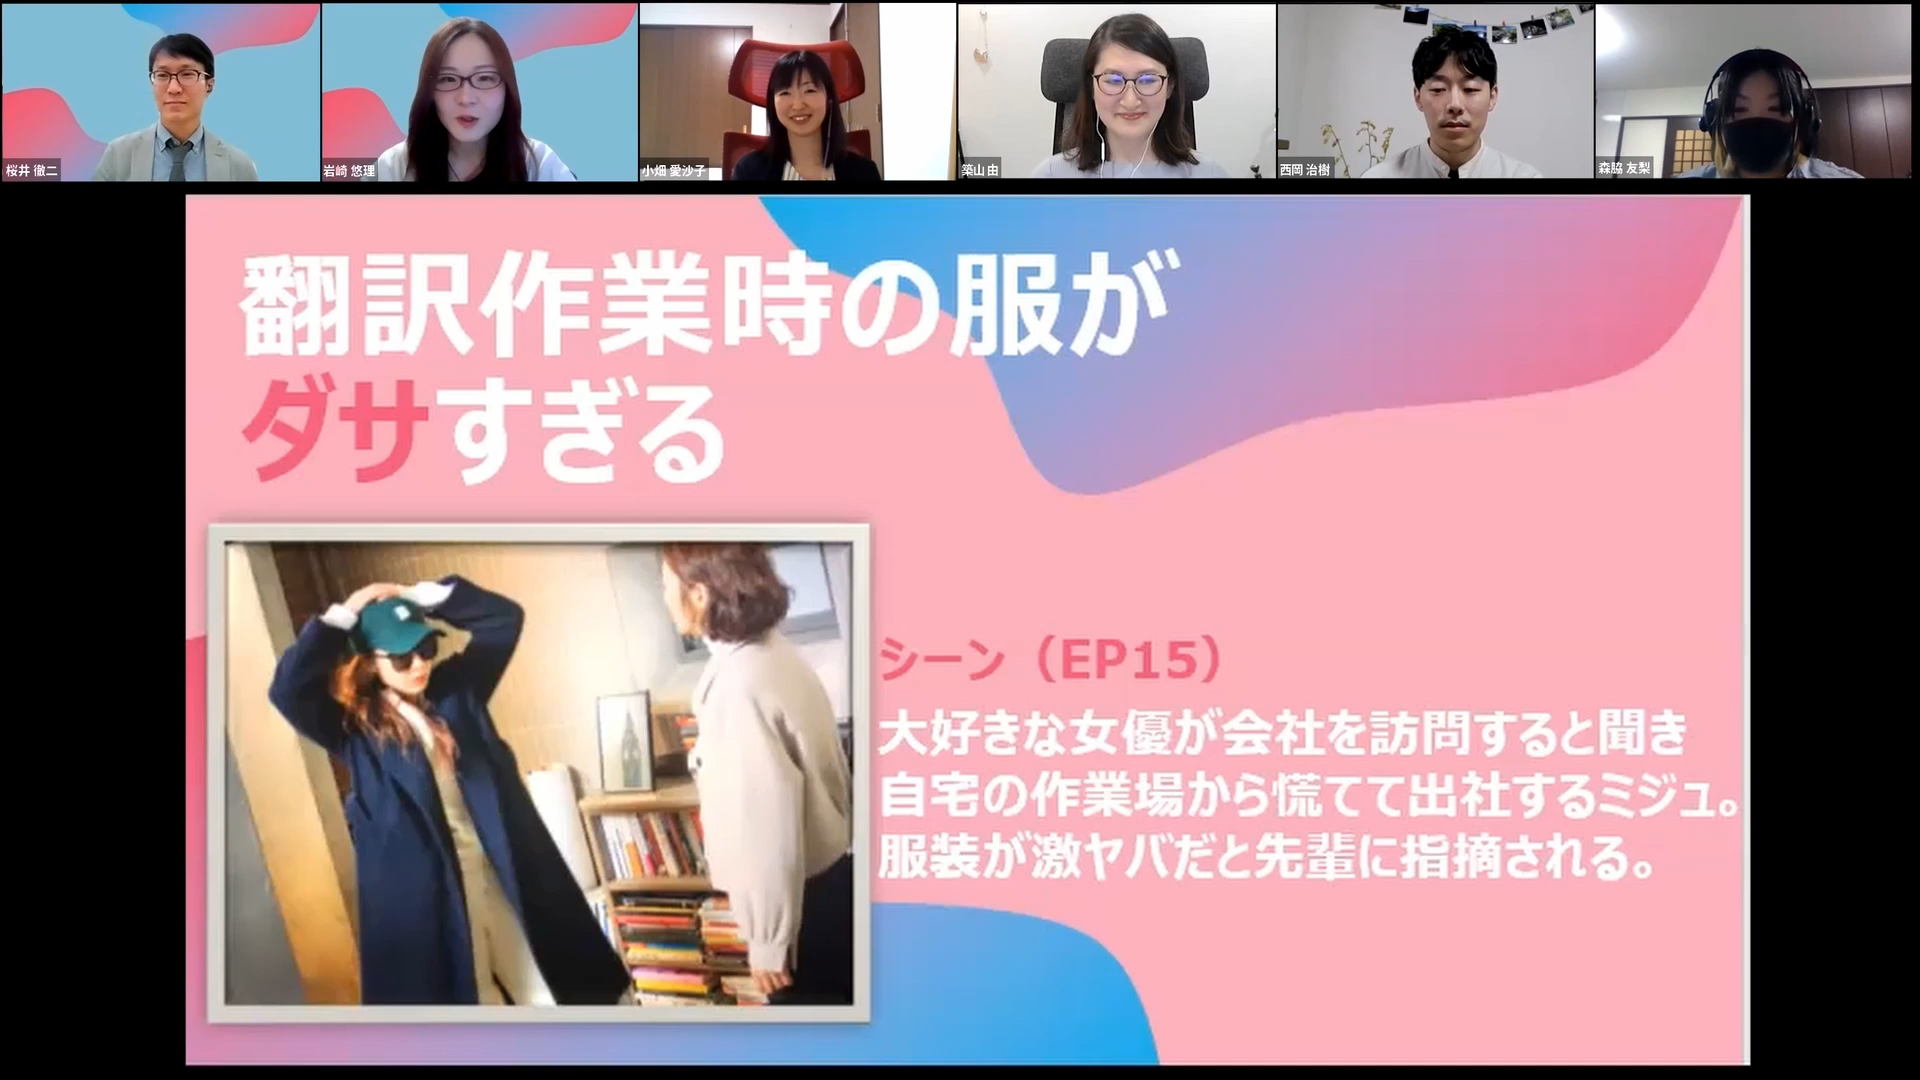 桜井 徹二
岩崎 悠理
小畑 愛沙子
築山 由
西岡 治樹
森脇 友梨
翻訳作業時の服が
ダサすぎる
シーン（EP15）
大好きな女優が会社を訪問すると聞き
自宅の作業場から慌てて出社するミジュ。
服装が激ヤバだと先輩に指摘される。